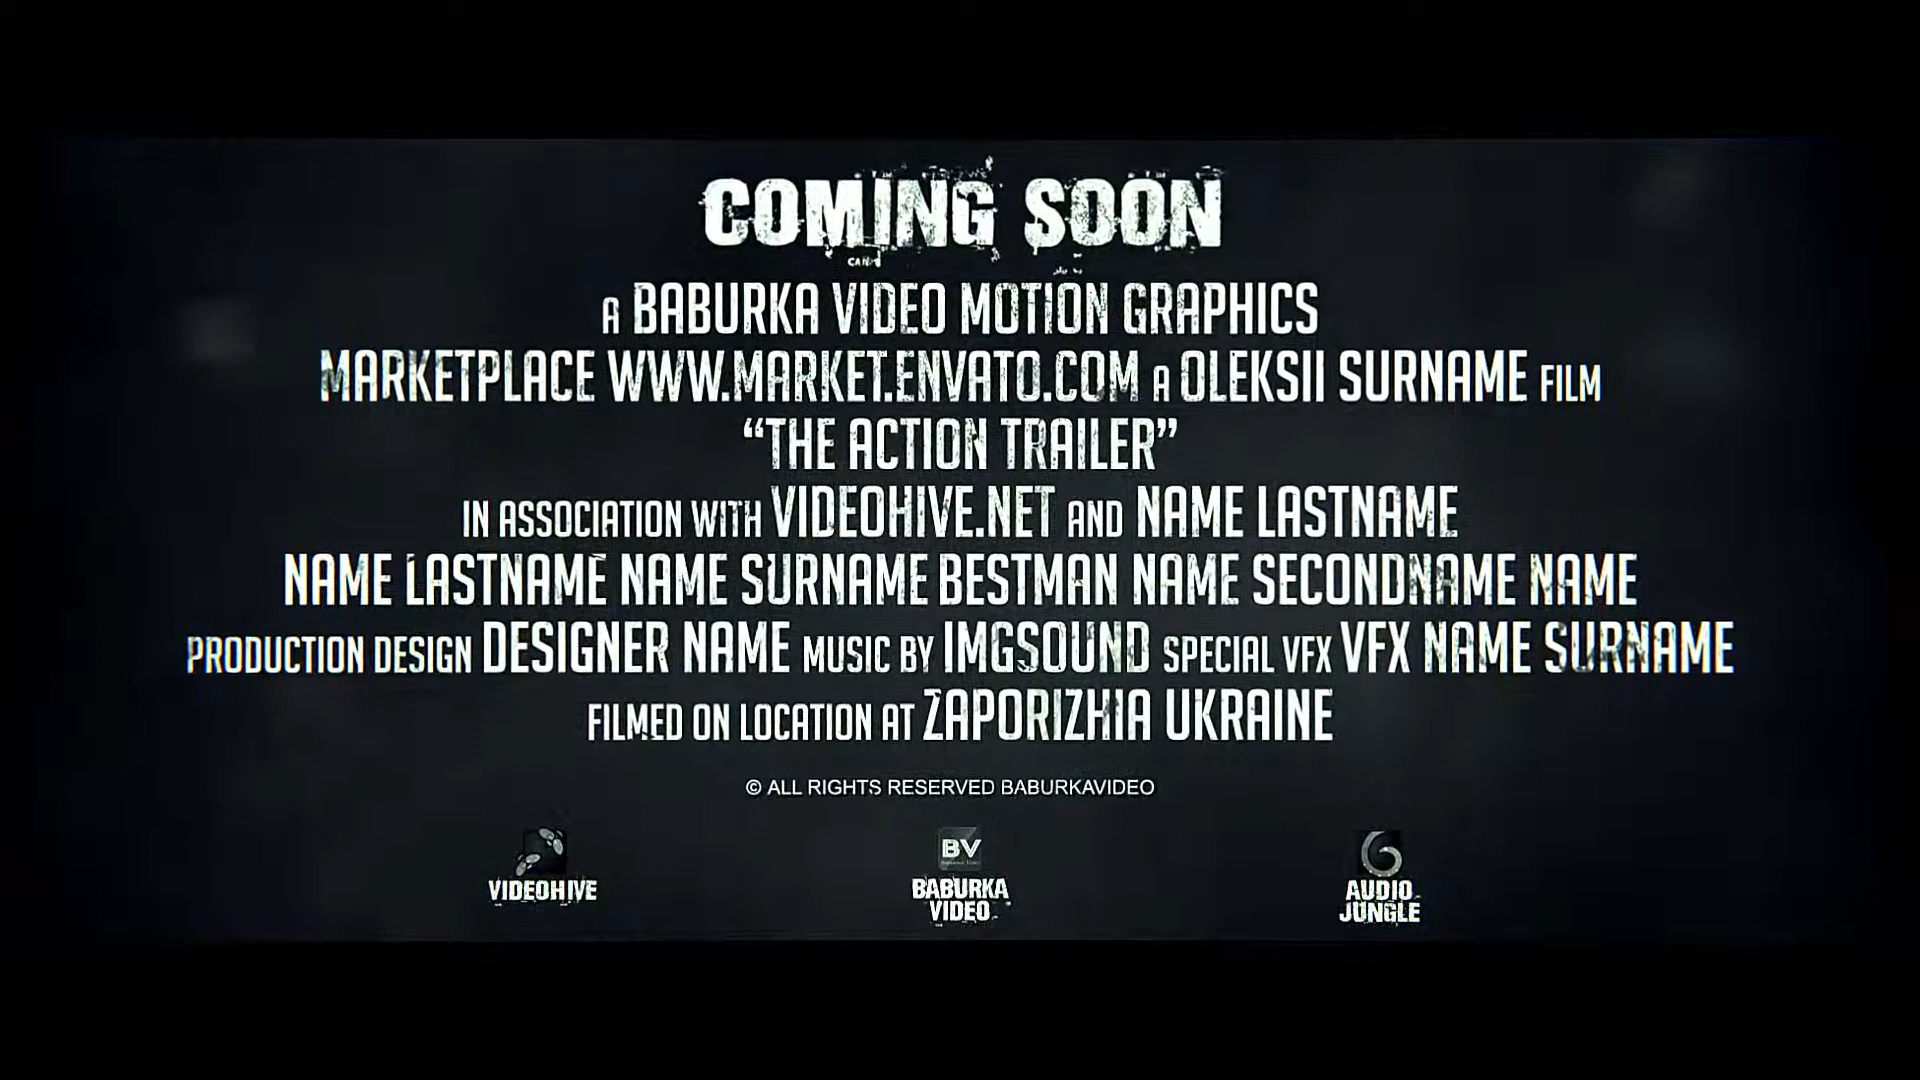 COMING SOON
A BABURKA VIDEO MOTION GRAPHICS
MARKETPLACE WWW.MARKET.ENVATO.COM A OLEKSII SURNAME FILM
“THE ACTION TRAILER”
IN ASSOCIATION WITH VIDEOHIVE.NET AND NAME LASTNAME
NAME LASTNAME NAME SURNAME BESTMAN NAME SECONDNAME NAME
PRODUCTION DESIGN DESIGNER NAME MUSIC BY IMGSOUND SPECIAL VFX VFX NAME SURNAME
FILMED ON LOCATION AT ZAPORIZHIA UKRAINE
© ALL RIGHTS RESERVED BABURKAVIDEO
BV
VIDEOHIVE
BABURKA
VIDEO
AUDIO
JUNGLE